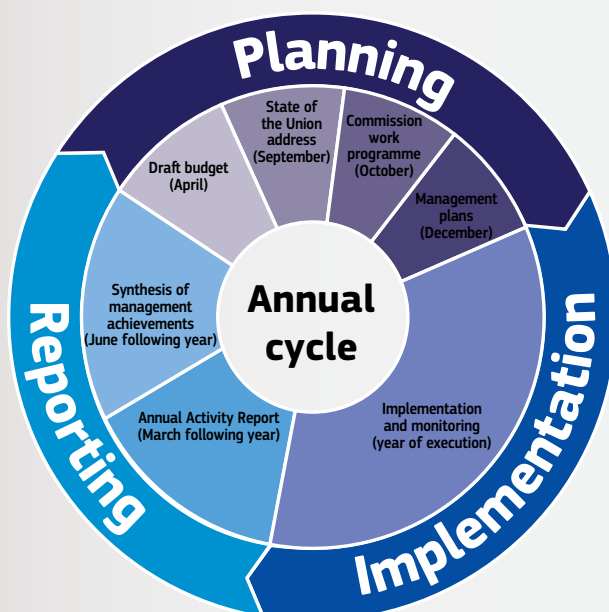 Planning
State of
the Union
address
(September)
Commission
work
programme
(October)
Draft budget
(April)
Management
plans
(December)
Annual
cycle
Synthesis of
management
achievements
(June following year)
Implementation
and monitoring
(year of execution)
Annual Activity Report
(March following year)
Reporting
Implementation